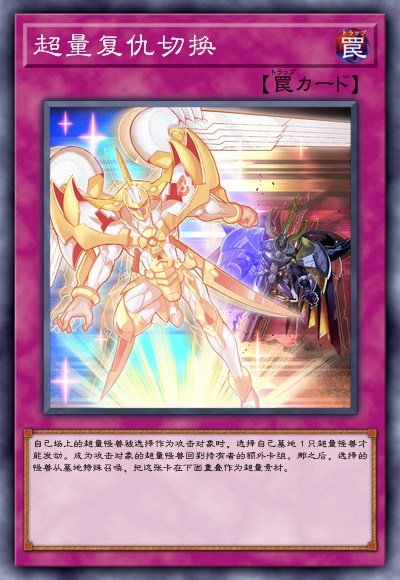 超量复仇切换
トラップ
罠
トラップ
【罠カード】
自己场上的超量怪兽被选择作为攻击对象时，选择自己墓地1只超量怪兽才
能发动。成为攻击对象的超量怪兽回到持有者的额外卡组。那之后，选择的
怪兽从墓地特殊召唤，把这张卡在下面重叠作为超量素材。